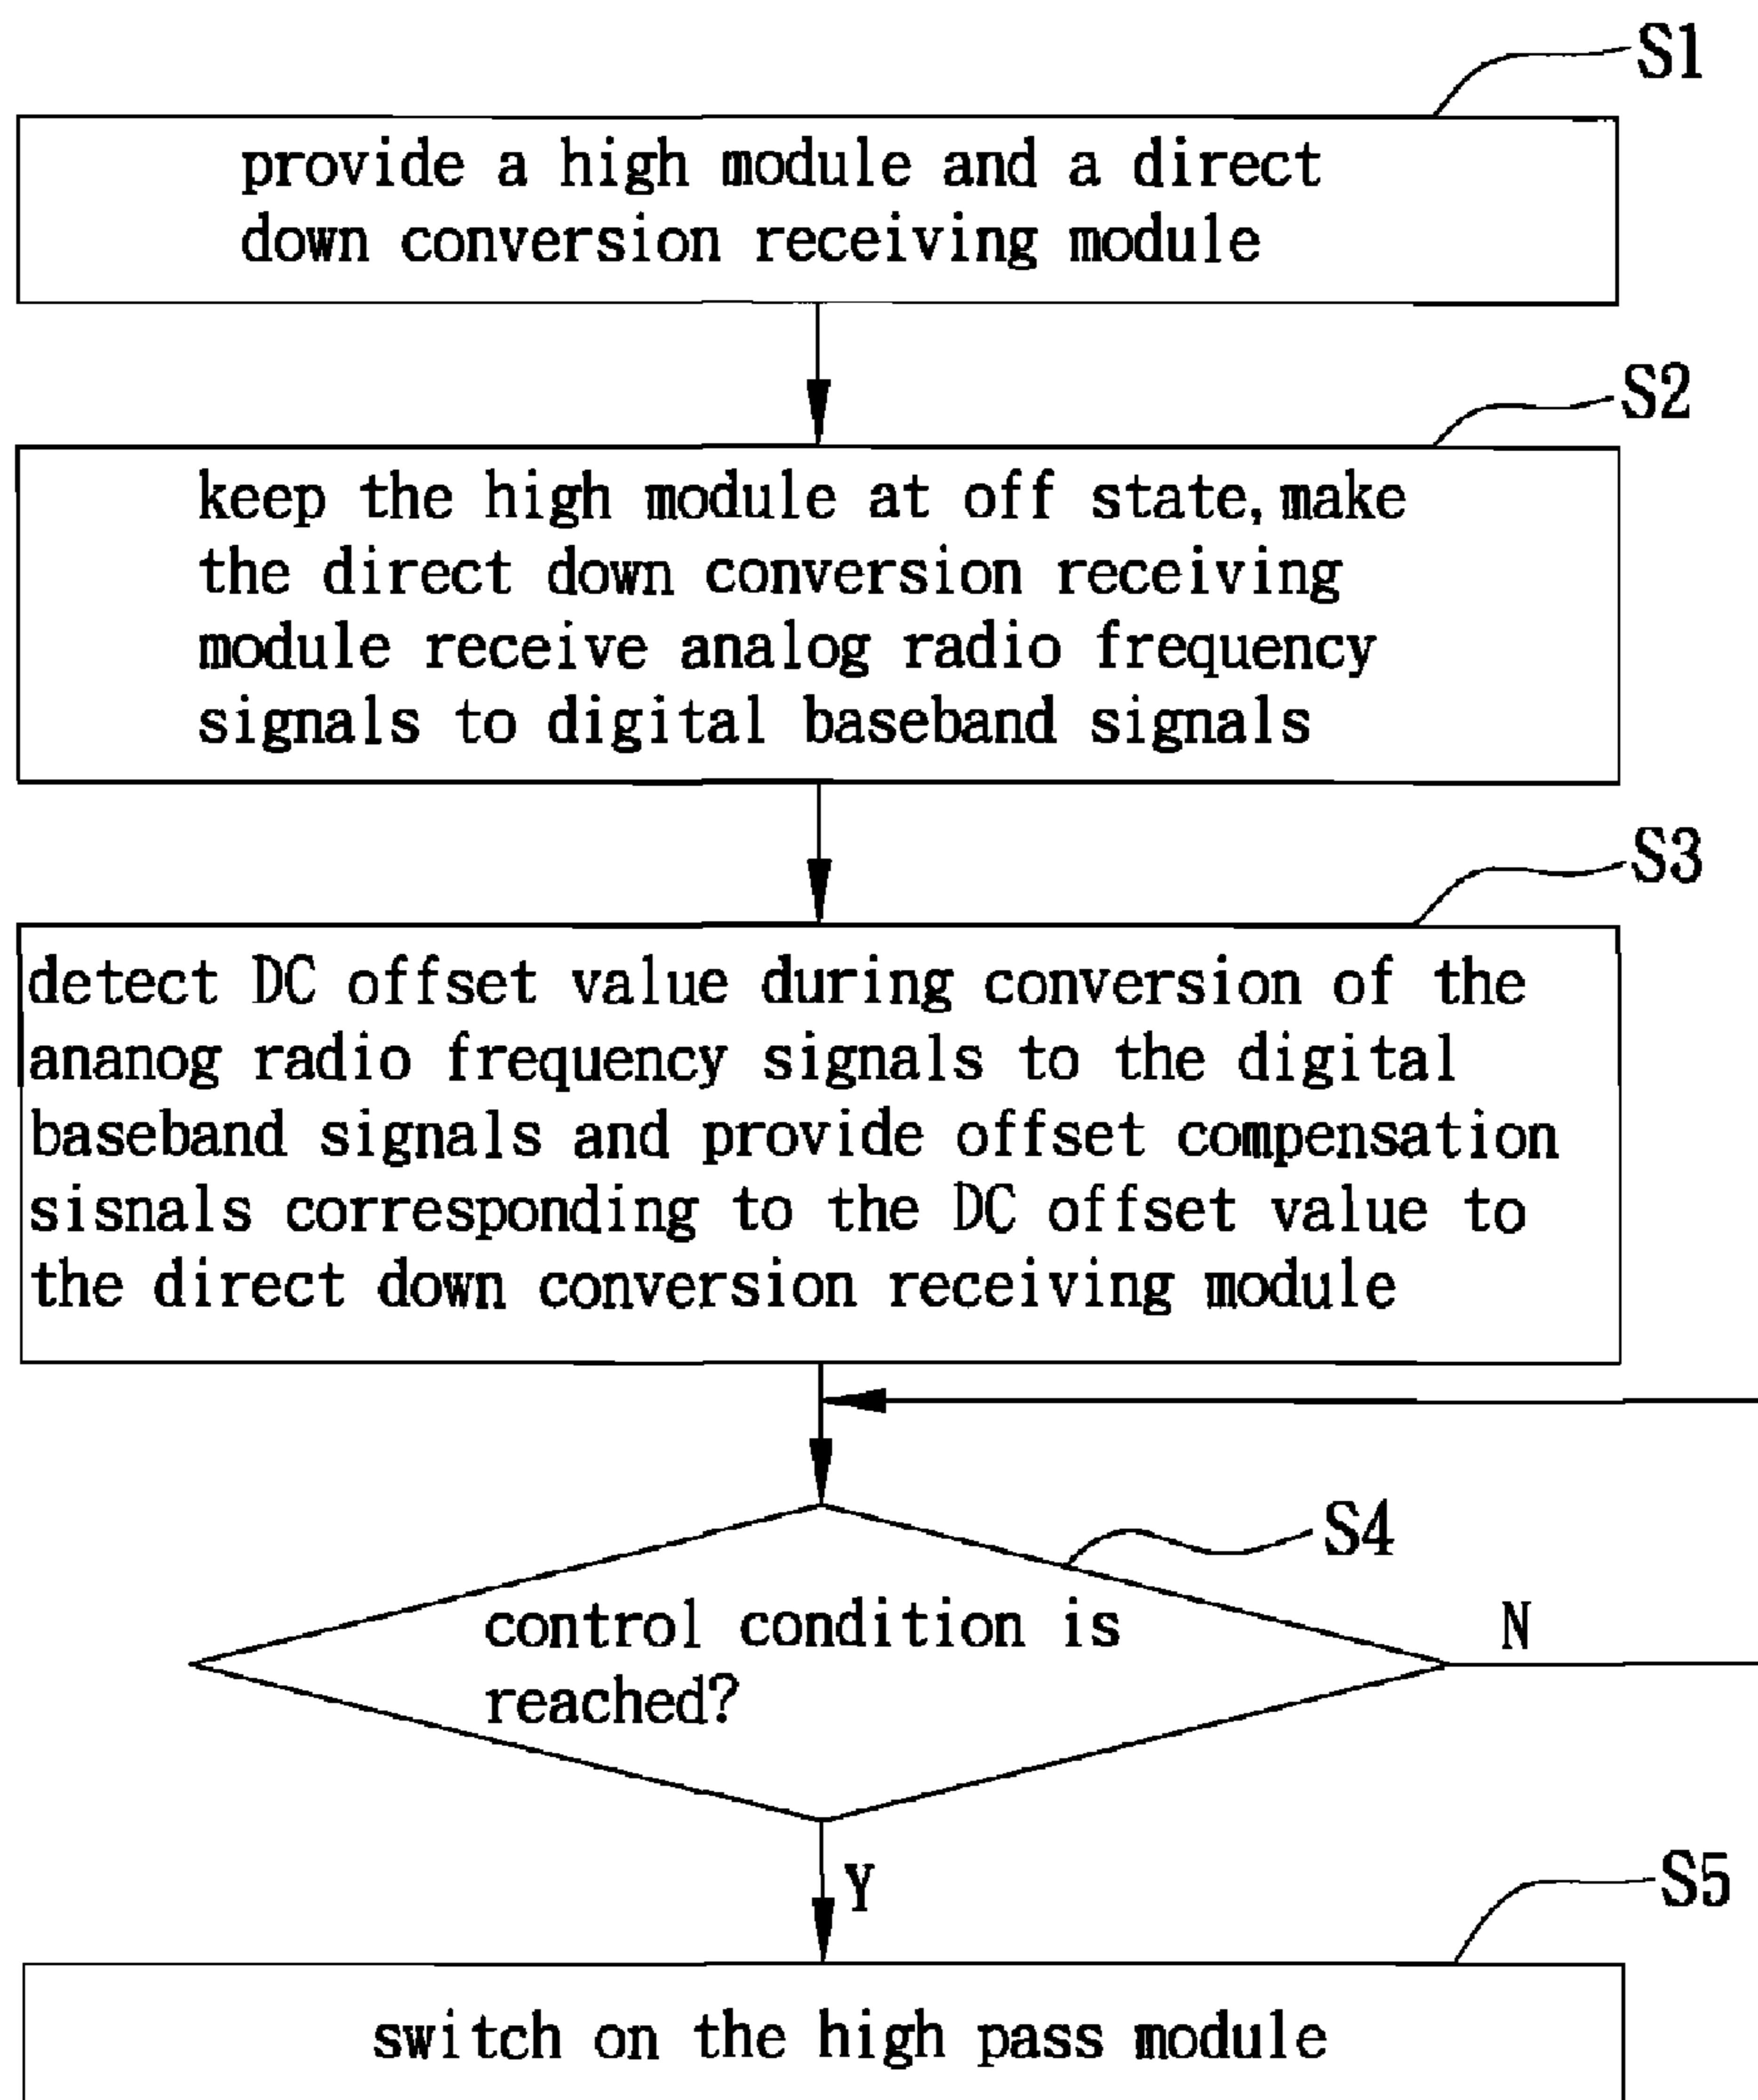 S1
provide a high module and a direct
down conversion receiving module
S2
keep the high module at off state, make
the direct down conversion receiving
module receive analog radio frequency
signals to digital baseband signals
S3
detect DC offset value during conversion of the
ananog radio frequency signals to the digital
baseband signals and provide offset compensation
sisnals corresponding to the DC offset value to
the direct down conversion receiving module
S4
control condition is
reached?
N
Y
S5
switch on the high pass module